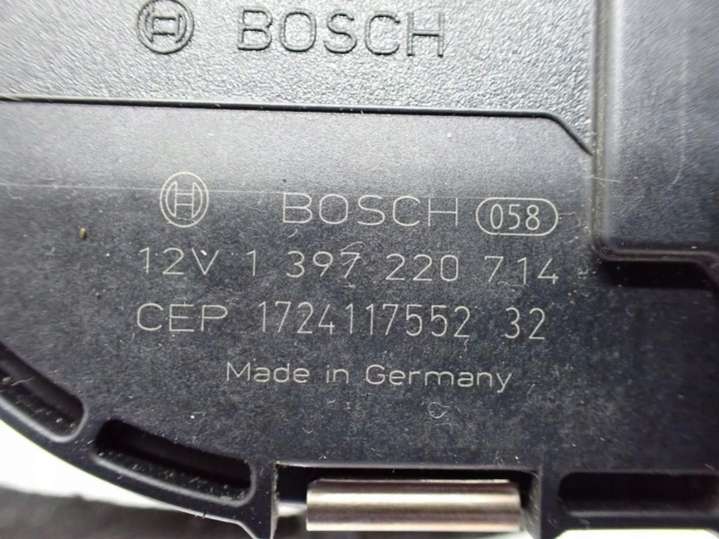 BOSCH
BOSCH 058
12V 1 397 220 714
CEP 1724117552 32
Made in Germany